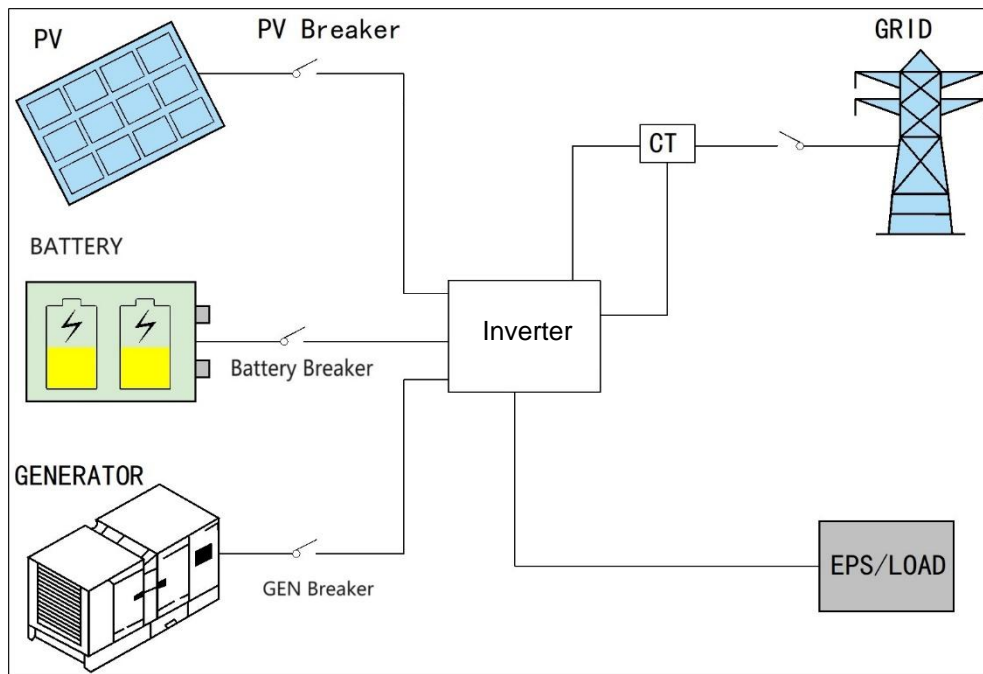 PV
PV Breaker
GRID
CT
BATTERY
Inverter
Battery Breaker
GENERATOR
GEN Breaker
EPS/LOAD